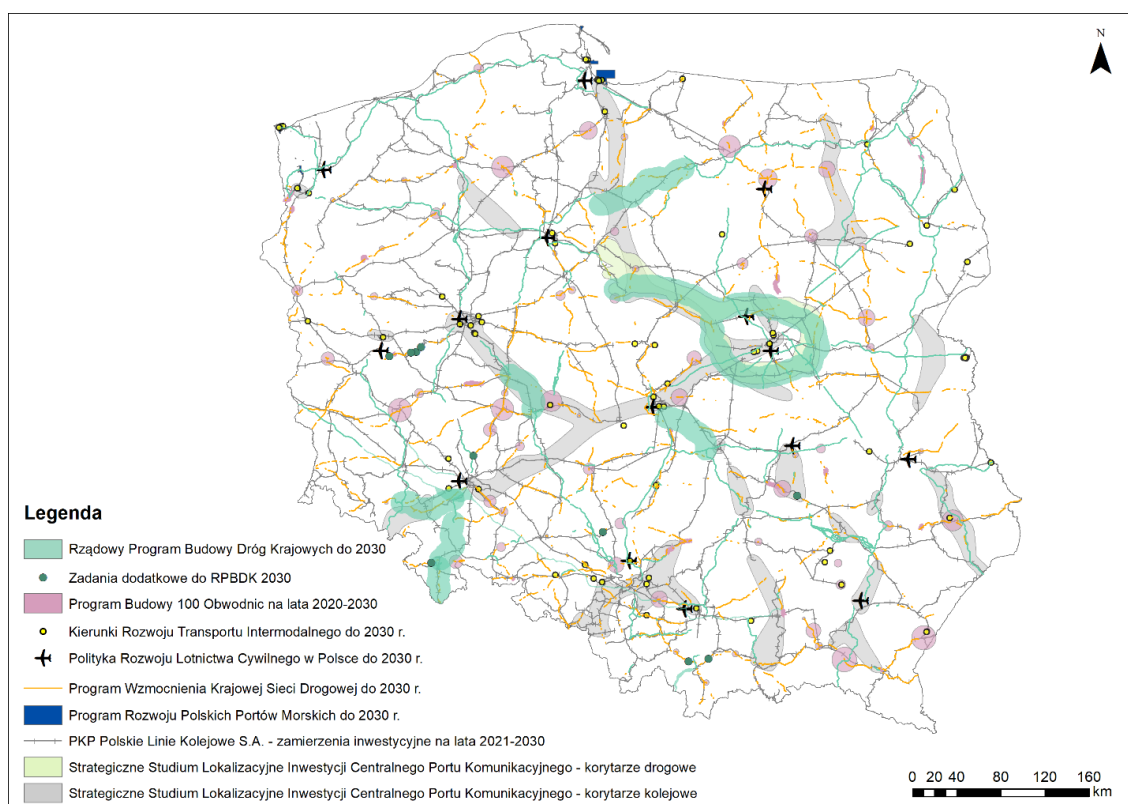 N
Legenda
Rządowy Program Budowy Dróg Krajowych do 2030
Zadania dodatkowe do RPBDK 2030
Program Budowy 100 Obwodnic na lata 2020-2030
Kierunki Rozwoju Transportu Intermodalnego do 2030 r.
Polityka Rozwoju Lotnictwa Cywilnego w Polsce do 2030 r.
Program Wzmocnienia Krajowej Sieci Drogowej do 2030 r.
Program Rozwoju Polskich Portów Morskich do 2030 r.
PKP Polskie Linie Kolejowe S.A. - zamierzenia inwestycyjne na lata 2021-2030
Strategiczne Studium Lokalizacyjne Inwestycji Centralnego Portu Komunikacyjnego - korytarze drogowe
Strategiczne Studium Lokalizacyjne Inwestycji Centralnego Portu Komunikacyjnego - korytarze kolejowe
0 20 40 80 120 160
km